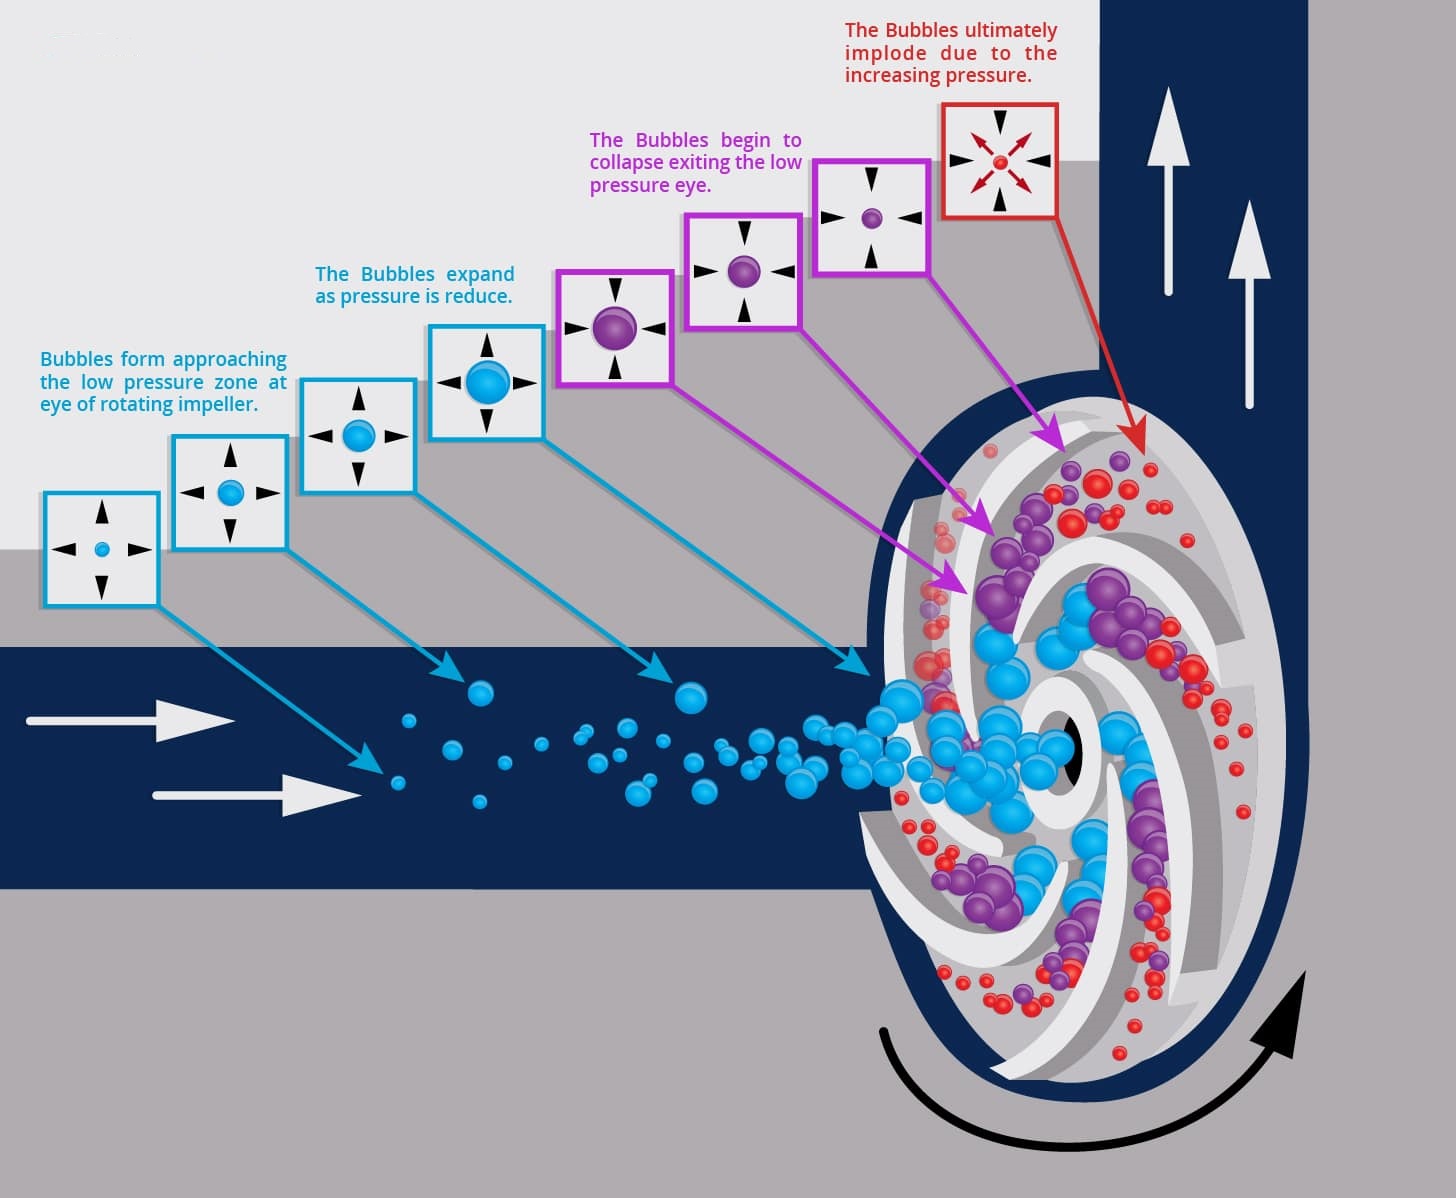 The Bubbles ultimately
implode due to the
increasing pressure.
The Bubbles begin to
collapse exiting the low
pressure eye.
The Bubbles expand
as pressure is reduce.
Bubbles form approaching
the low pressure zone at
eye of rotating impeller.